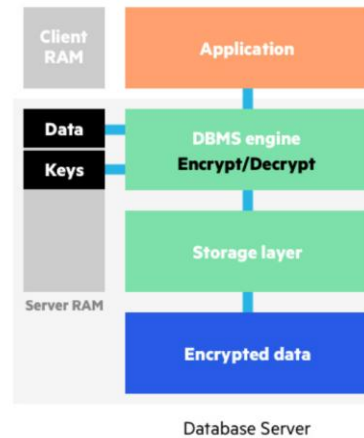 Client
RAM
Application
Data
Keys
DBMS engine
Encrypt/Decrypt
Storage layer
Server RAM
Encrypted data
Database Server